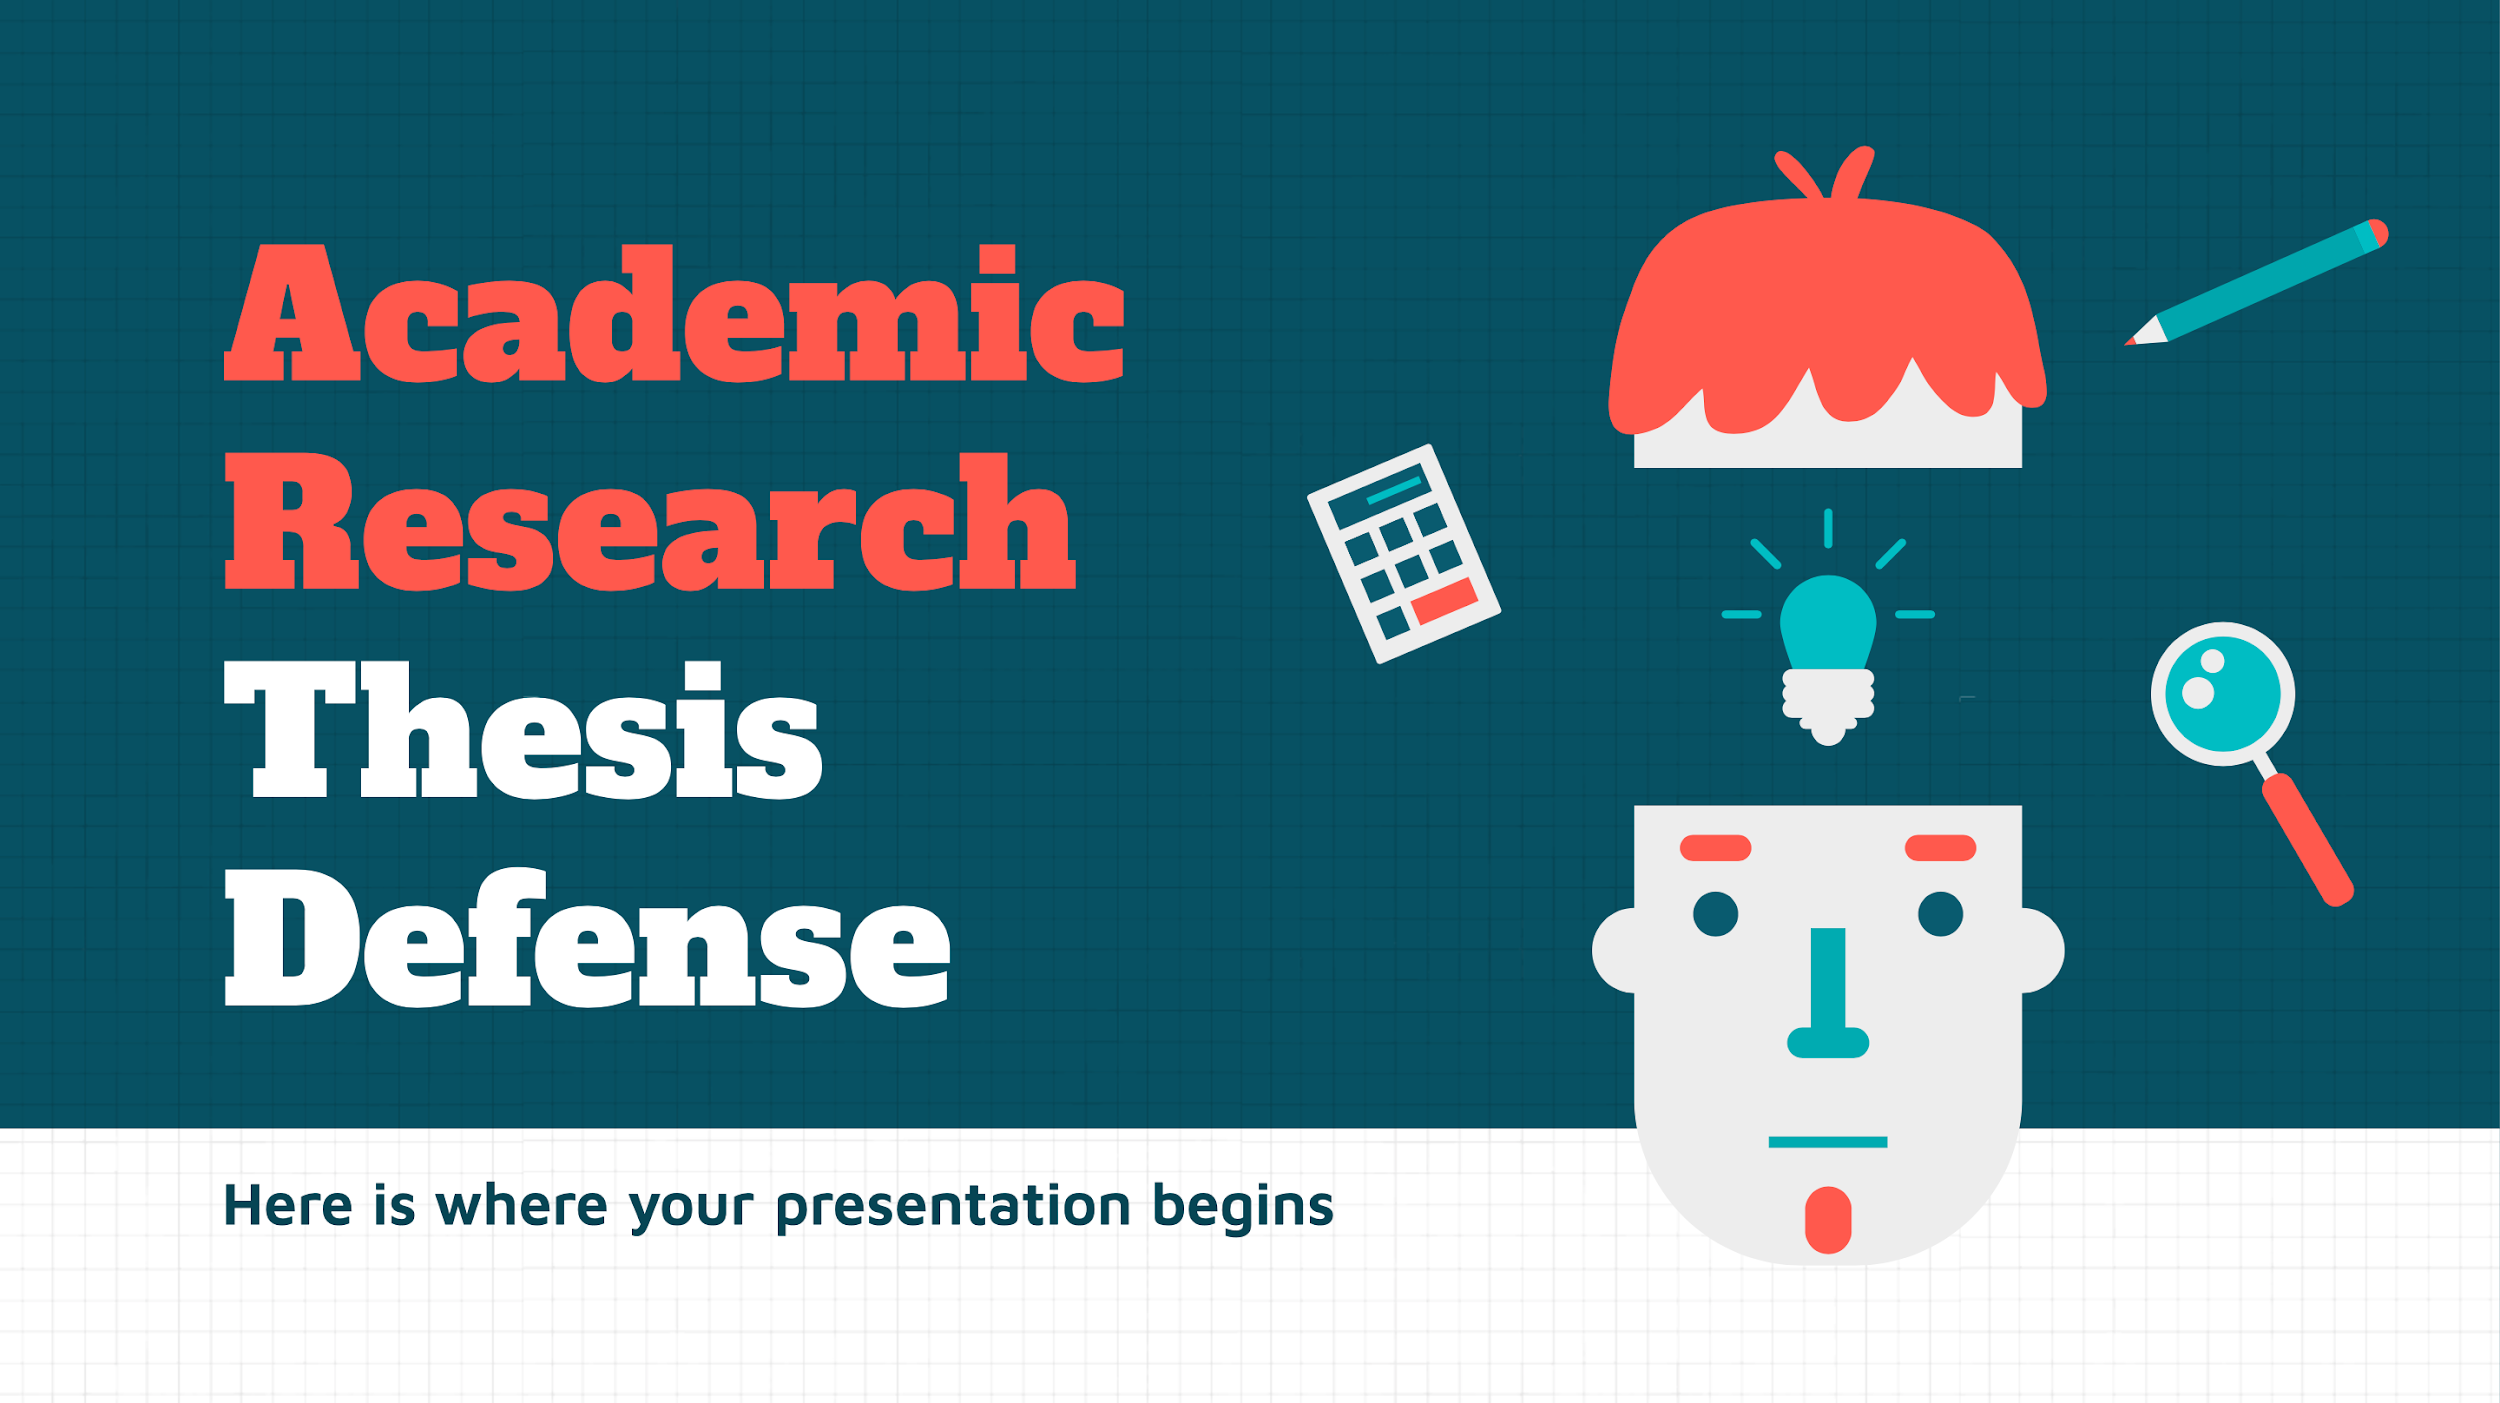 Academic
Research
Thesis
Defense
Here is where your presentation begins